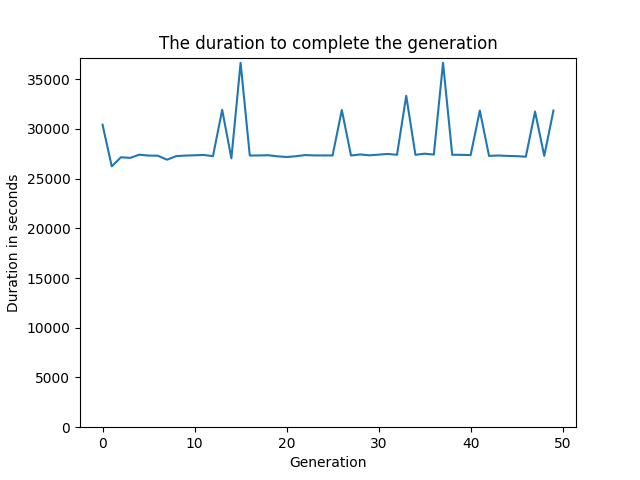 The duration to complete the generation
35000
30000
25000
20000
15000
10000
5000
0
Duration in seconds
0 10 20 30 40 50
Generation